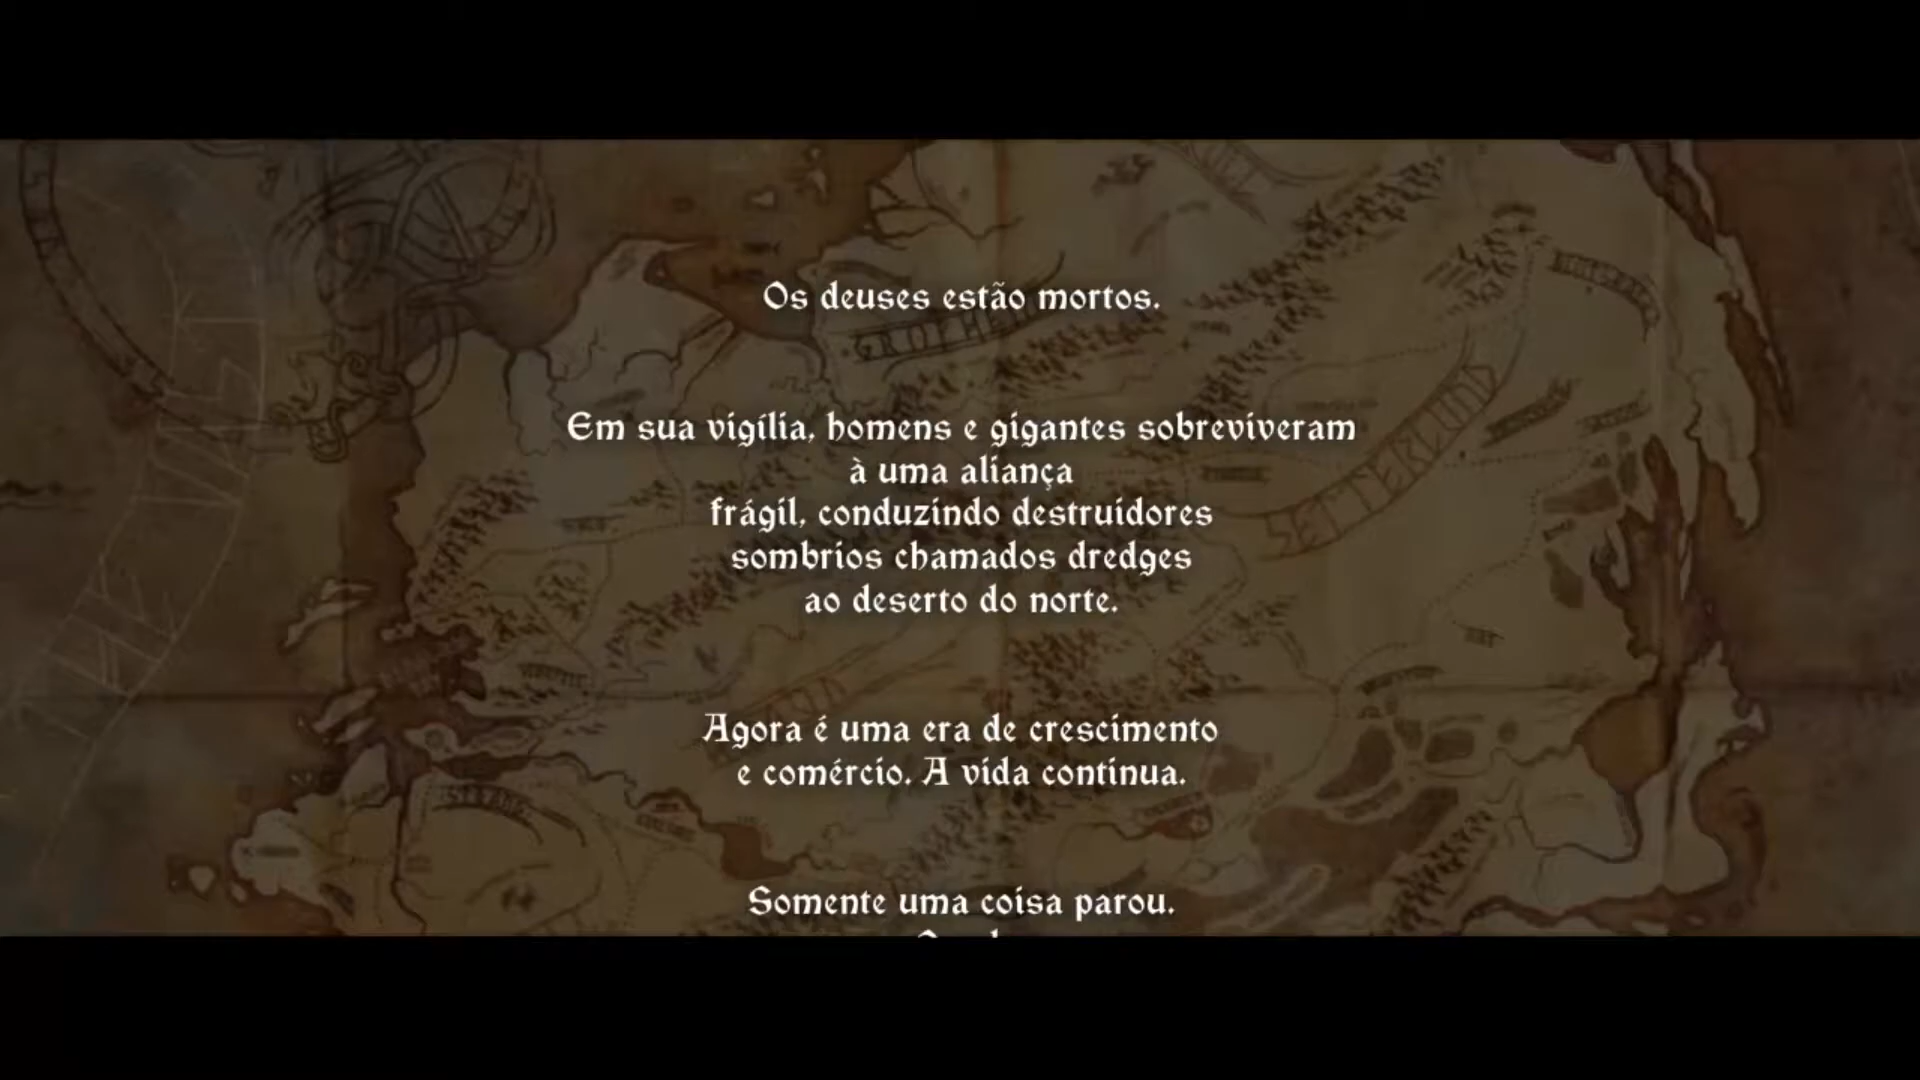 Os deuses estão mortos.
Em sua vigília, homens e gigantes sobreviveram
à uma aliança
frágil, conduzindo destruidores
sombrios chamados dredges
ao deserto do norte.
Agora é uma era de crescimento
e comércio. A vida continua.
Somente uma coisa parou.
SETTERLUND